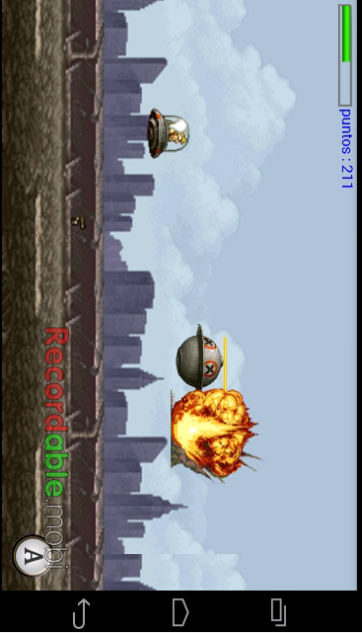 puntos : 211
Recordable.mobi
A